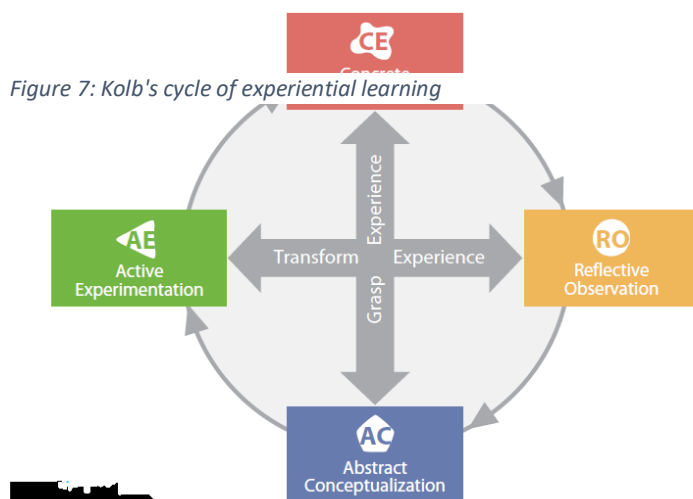 CE
Concrete
Figure 7: Kolb's cycle of experiential learning
Grasp Experience
AE
Active
Experimentation
Transform Experience
RO
Reflective
Observation
AC
Abstract
Conceptualization